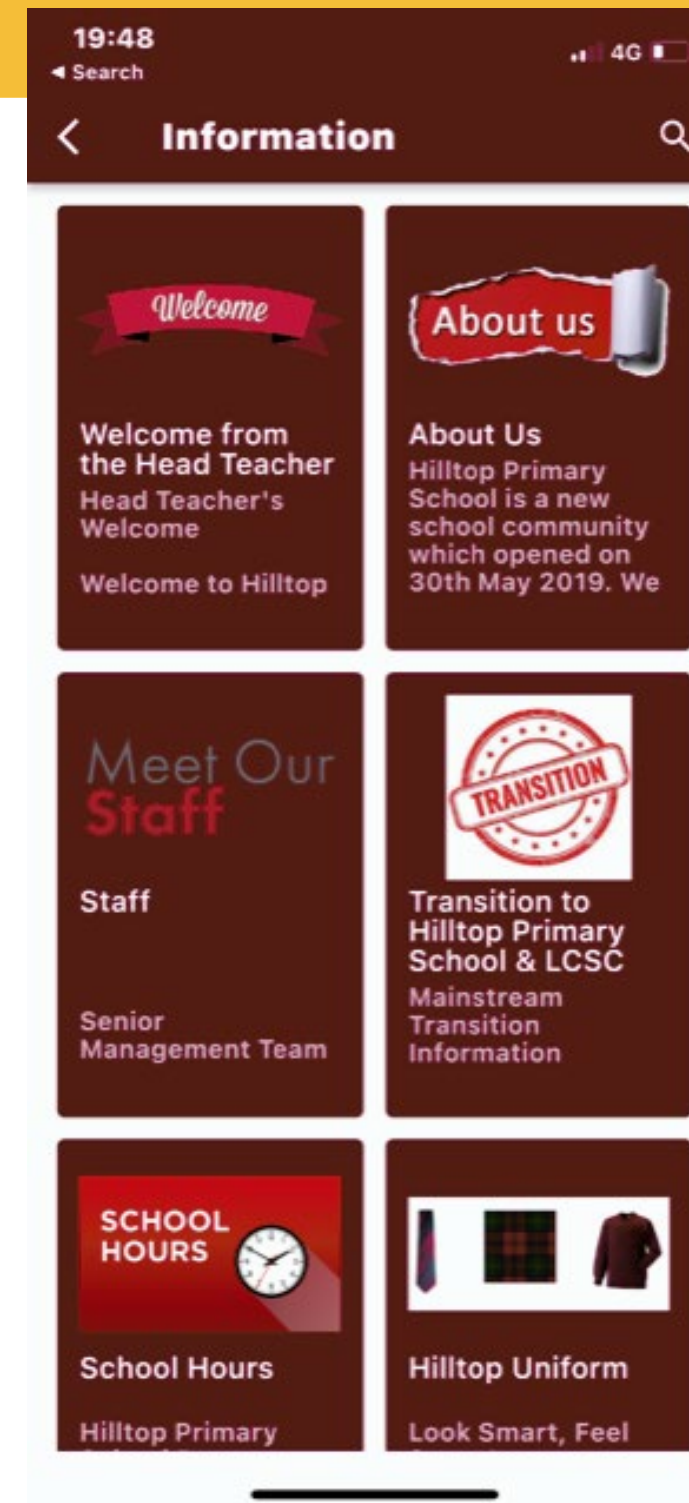 19:48
4G
◄ Search
Information
Welcome
Welcome from
the Head Teacher
Head Teacher's
Welcome
Welcome to Hilltop
About us
About Us
Hilltop Primary
School is a new
school community
which opened on
30th May 2019. We
Meet Our
Staff
Staff
Senior
Management Team
TRANSITION
Transition to
Hilltop Primary
School & LCSC
Mainstream
Transition
Information
SCHOOL
HOURS
School Hours
Hilltop Primary
Hilltop Uniform
Look Smart, Feel